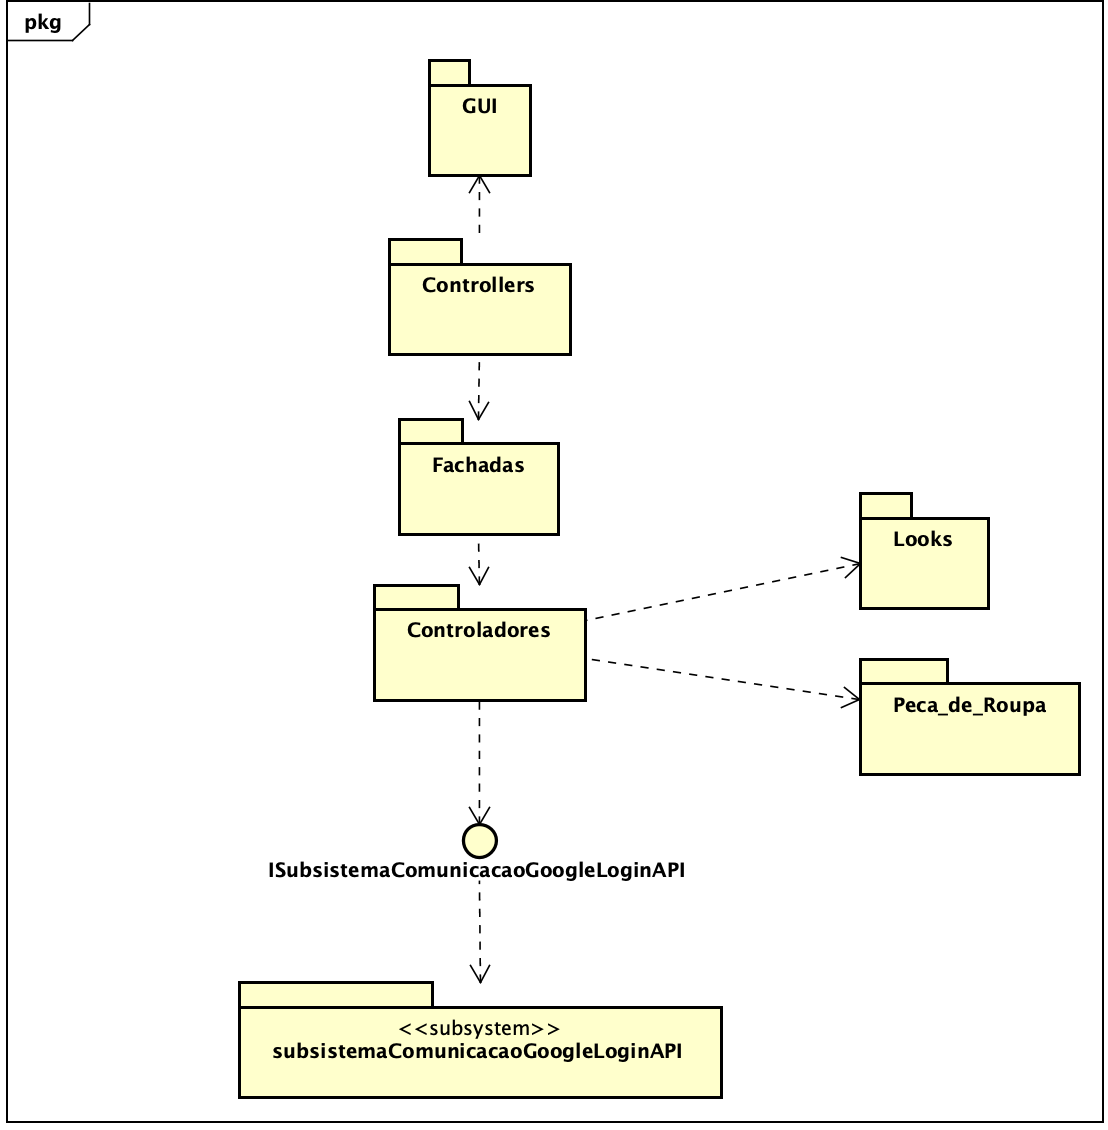 pkg
GUI
Controllers
Fachadas
Looks
Controladores
Peca_de_Roupa
ISubsistemaComunicacaoGoogleLoginAPI
<<subsystem>>
subsistemaComunicacaoGoogleLoginAPI